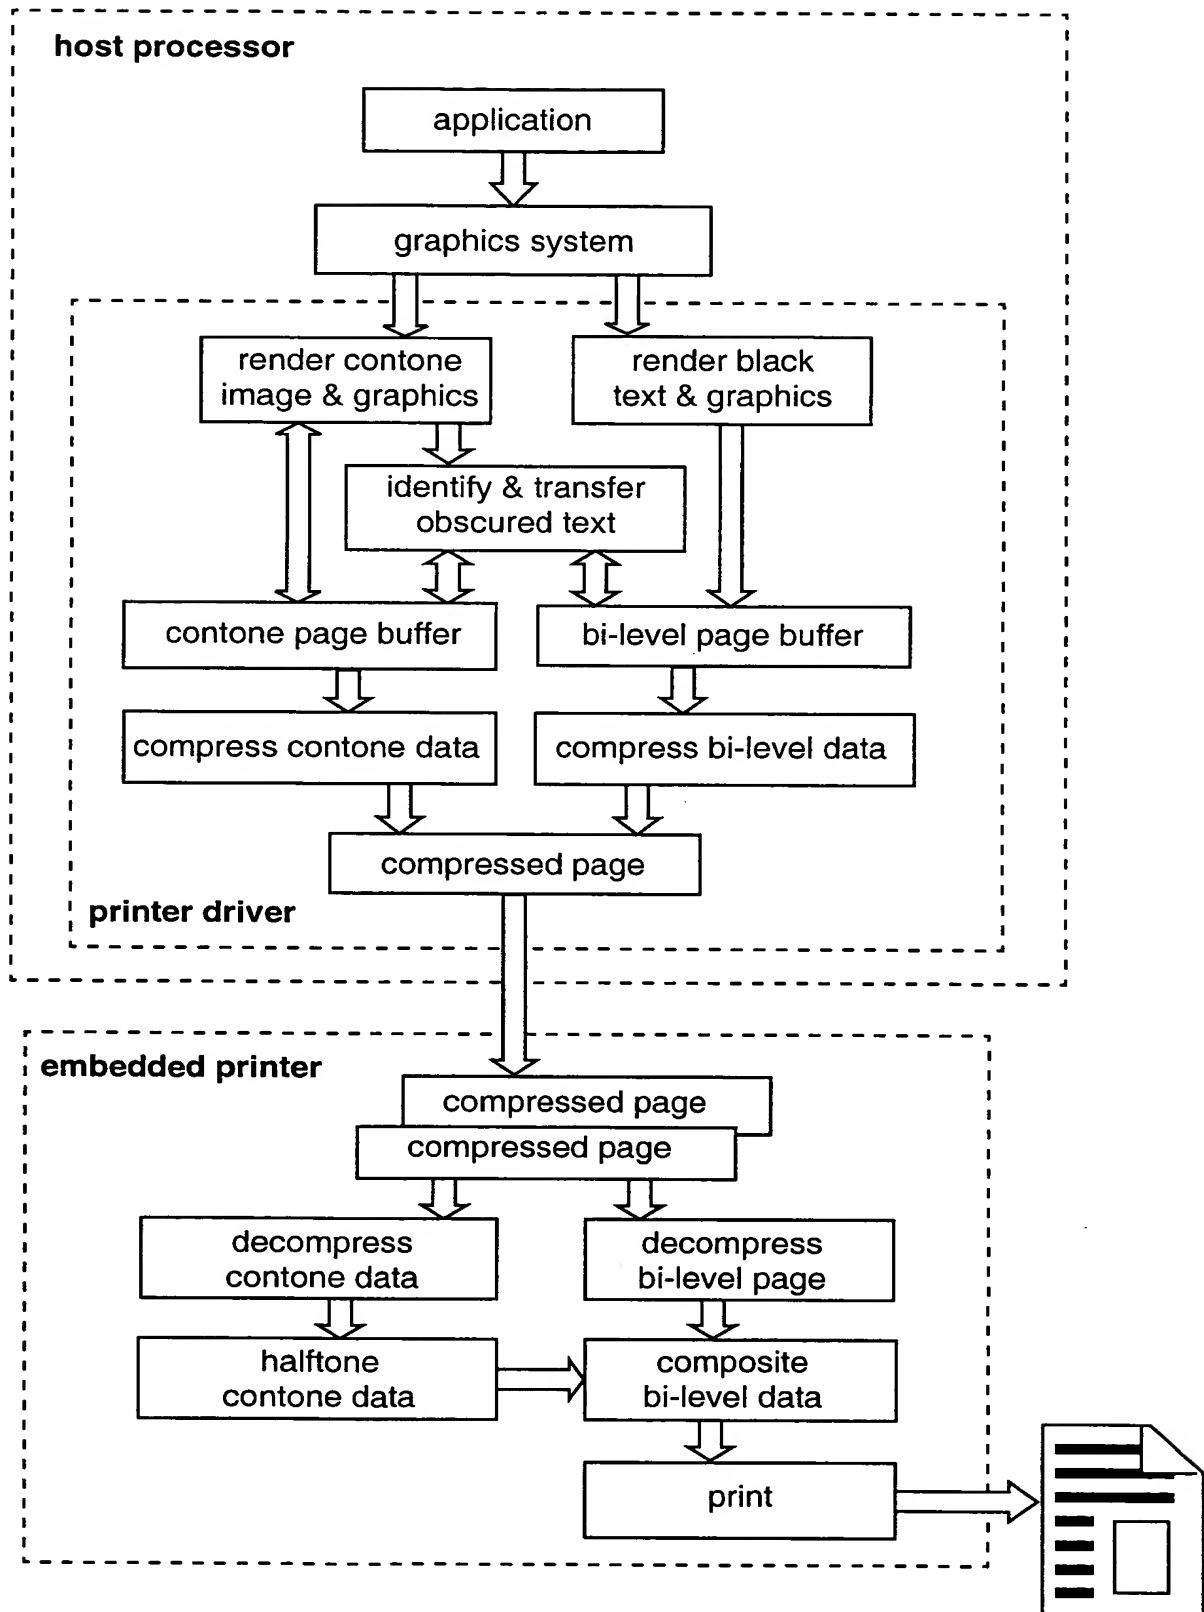 host processor
application
graphics system
render contone
image & graphics
render black
text & graphics
identify & transfer
obscured text
contone page buffer
bi-level page buffer
compress contone data
compress bi-level data
compressed page
printer driver
embedded printer
compressed page
compressed page
decompress
contone data
decompress
bi-level page
halftone
contone data
composite
bi-level data
print